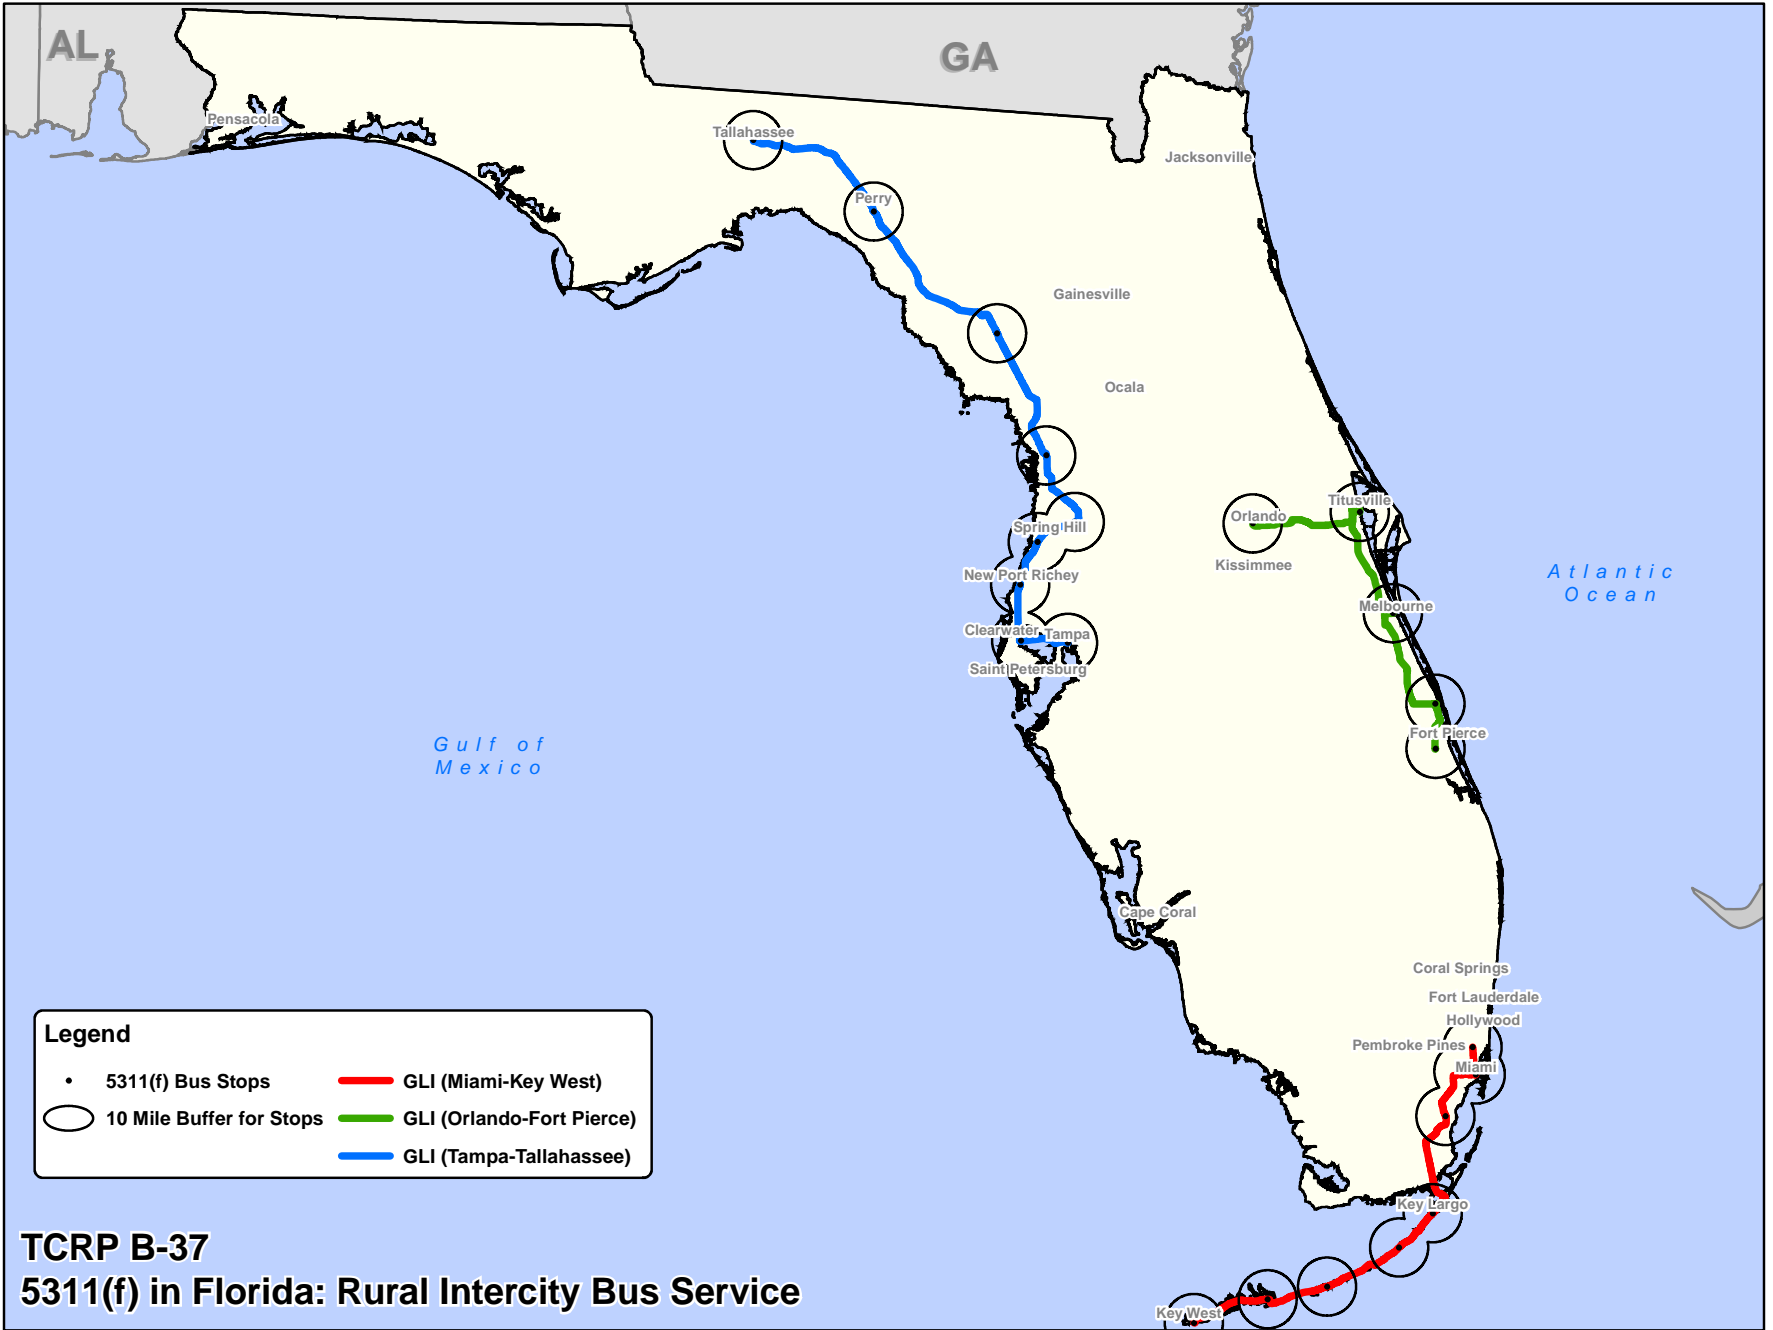 AL
GA
Pensacola
Tallahassee
Jacksonville
Perry
Gainesville
Ocala
Titusville
Orlando
Spring Hill
Kissimmee
New Port Richey
Atlantic
Ocean
Melbourne
Clearwater
Tampa
Saint Petersburg
Fort Pierce
Gulf of
Mexico
Cape Coral
Coral Springs
Fort Lauderdale
Hollywood
Pembroke Pines
Miami
Key Largo
Key West
Legend
5311(f) Bus Stops
10 Mile Buffer for Stops
GLI (Miami-Key West)
GLI (Orlando-Fort Pierce)
GLI (Tampa-Tallahassee)
TCRP B-37
5311(f) in Florida: Rural Intercity Bus Service